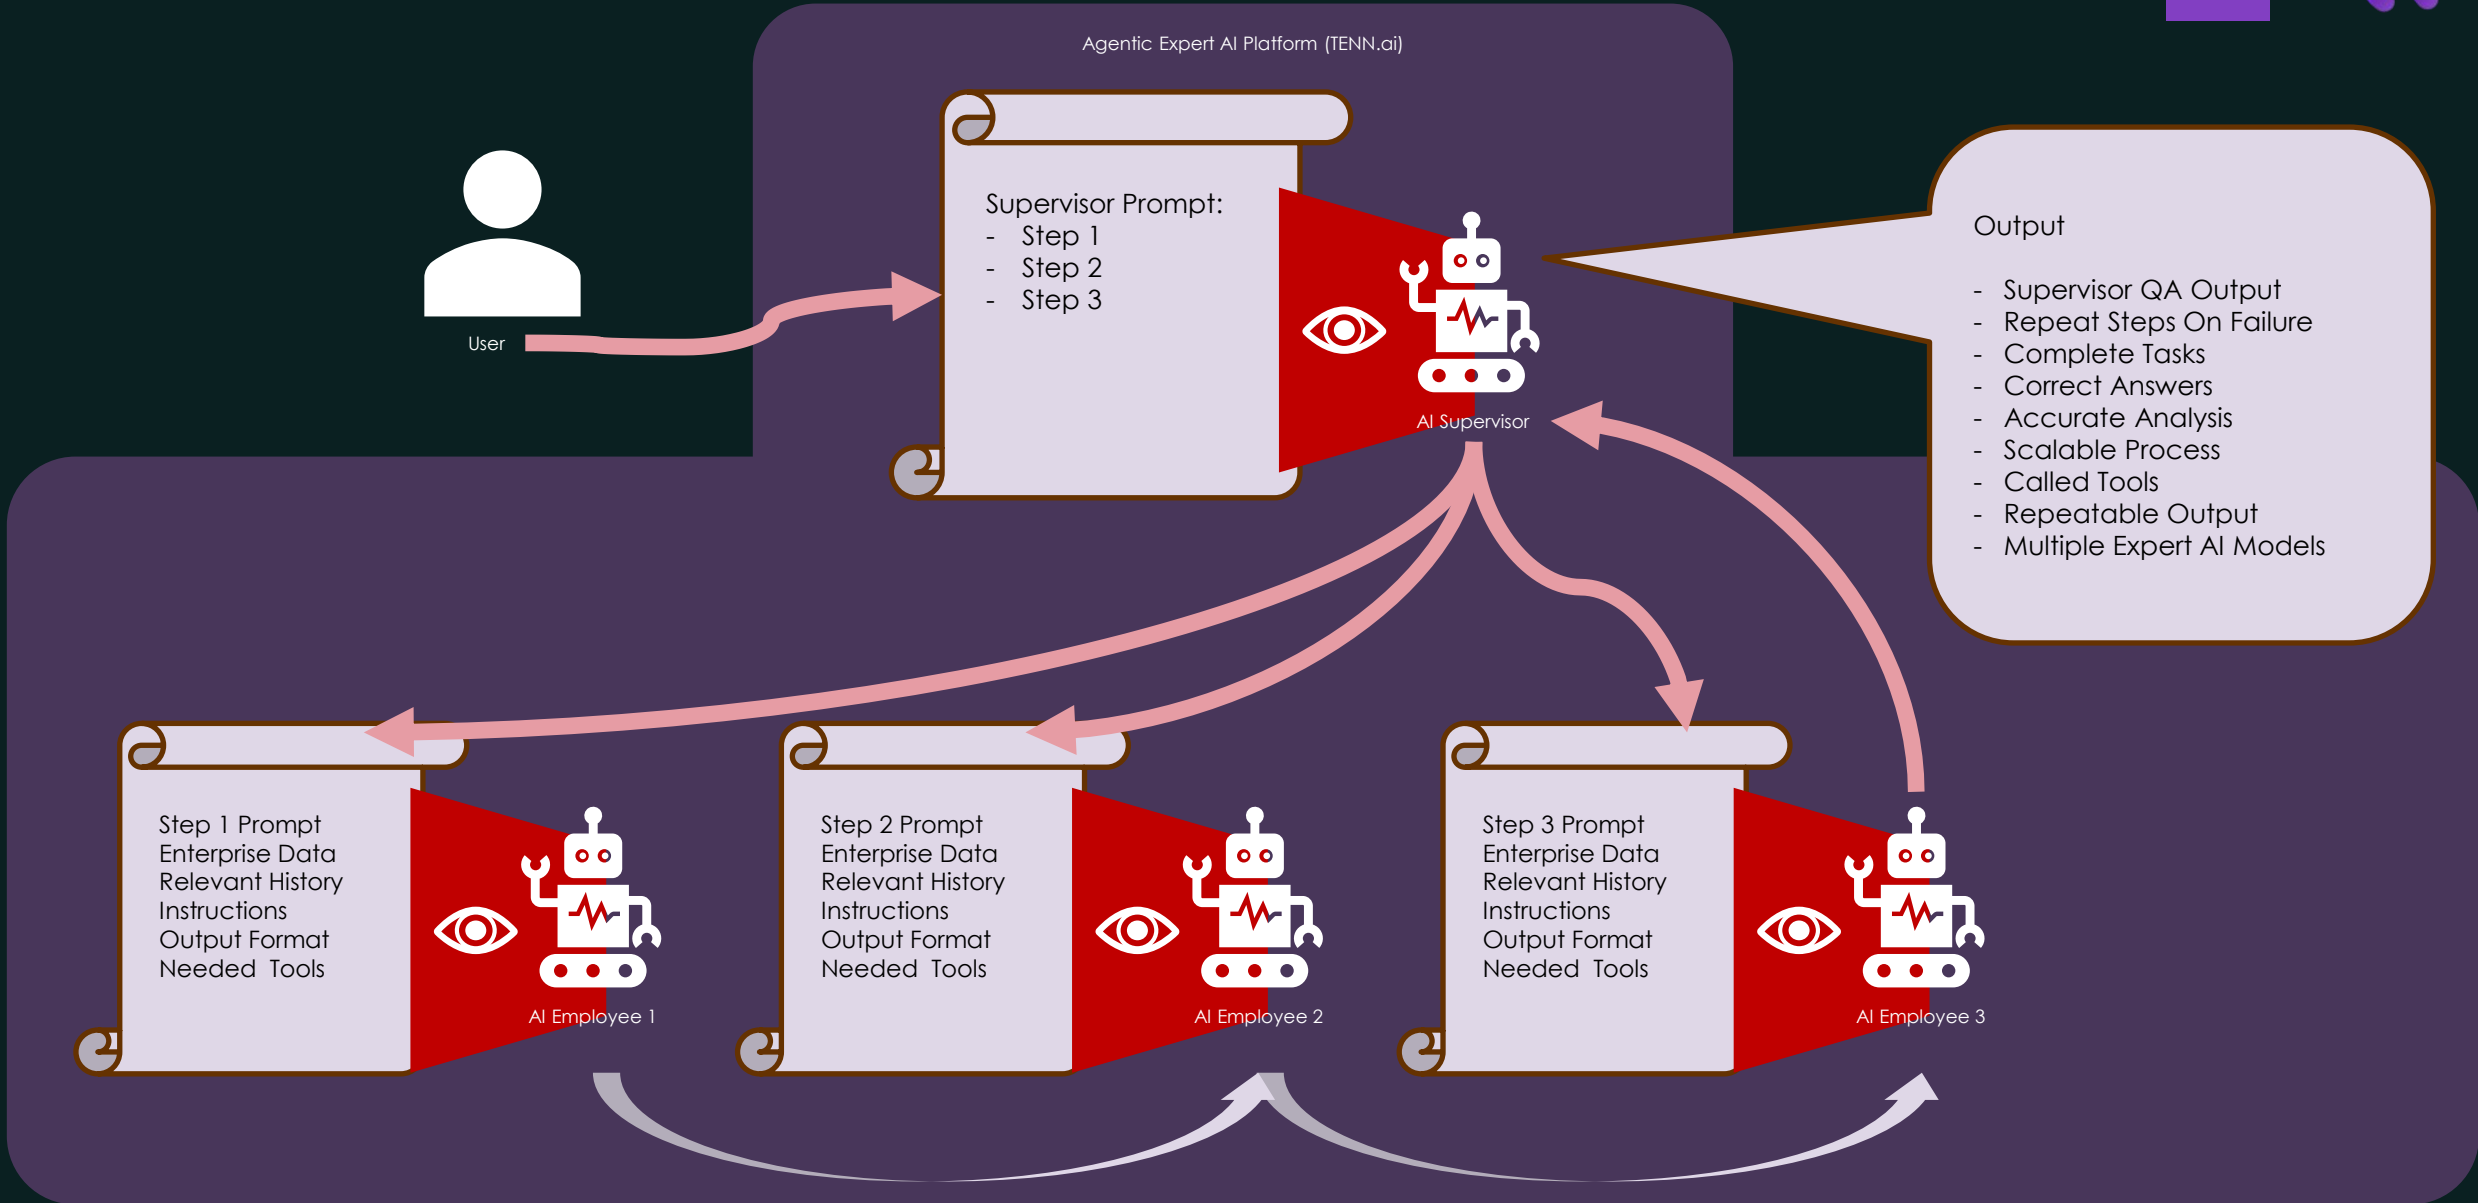 Agentic Expert AI Platform (TENN.ai)
User
Supervisor Prompt:
- Step 1
- Step 2
- Step 3
AI Supervisor
Output
- Supervisor QA Output
- Repeat Steps On Failure
- Complete Tasks
- Correct Answers
- Accurate Analysis
- Scalable Process
- Called Tools
- Repeatable Output
- Multiple Expert AI Models
Step 1 Prompt
Enterprise Data
Relevant History
Instructions
Output Format
Needed  Tools
AI Employee 1
Step 2 Prompt
Enterprise Data
Relevant History
Instructions
Output Format
Needed  Tools
AI Employee 2
Step 3 Prompt
Enterprise Data
Relevant History
Instructions
Output Format
Needed  Tools
AI Employee 3